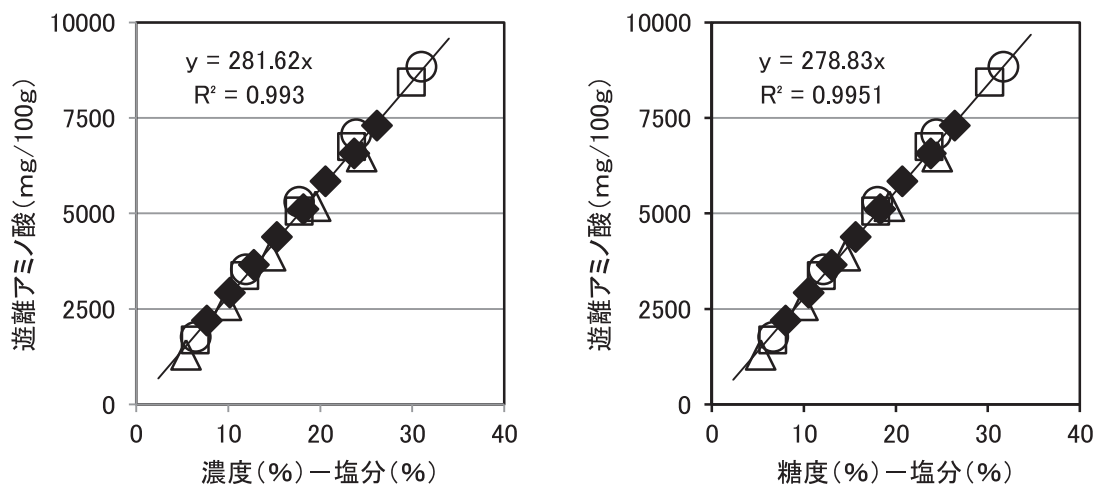 10000
7500
5000
2500
0
0 10 20 30 40
遊離アミノ酸(mg/100g)
y = 281.62x
R² = 0.993
濃度(%)ー塩分(%)
10000
7500
5000
2500
0
0 10 20 30 40
遊離アミノ酸(mg/100g)
y = 278.83x
R² = 0.9951
糖度(%)ー塩分(%)